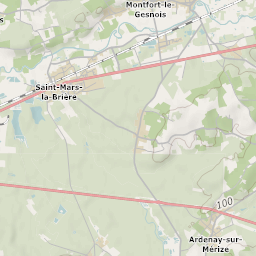 Montfort-le-
Gesnois
s
Saint-Mars-
la-Brière
100
Ardenay-sur-
Mérize